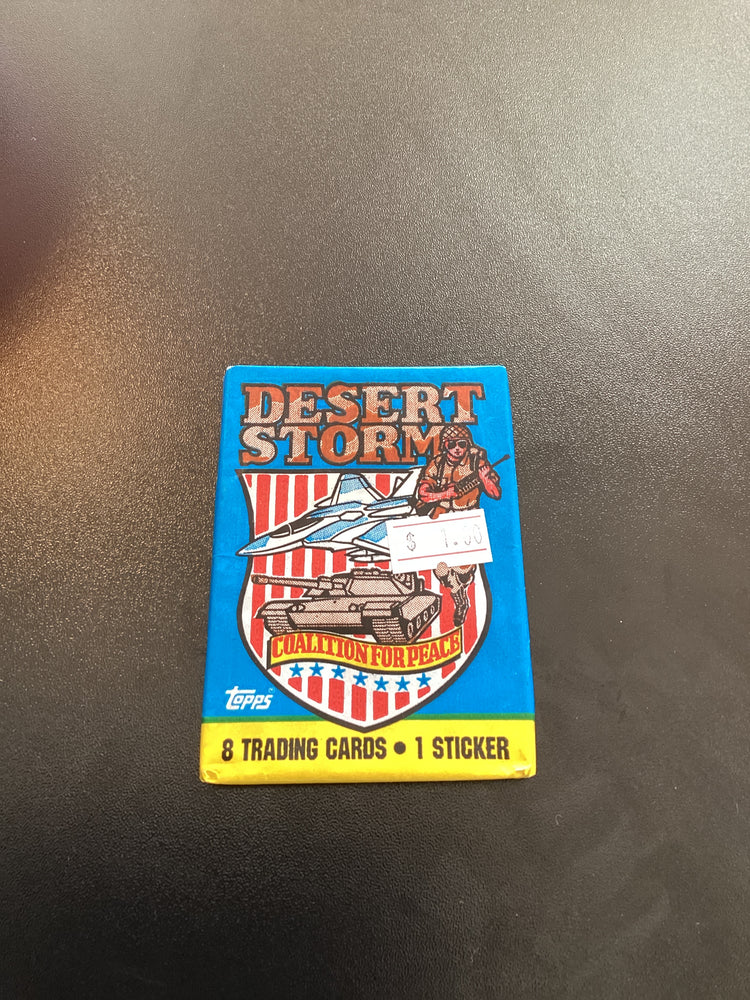 DESERT
STORM
$ 1.00
COALITION FOR PEACE
TOPPS
8 TRADING CARDS • 1 STICKER